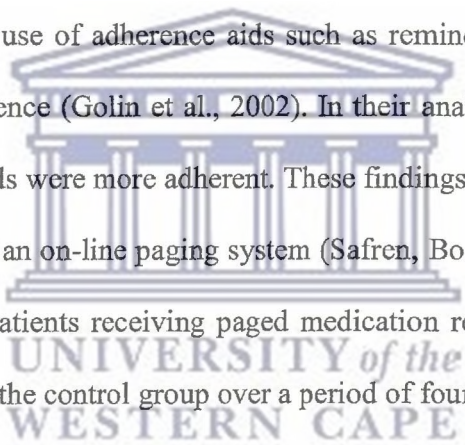 use of adherence aids such as remin
ence (Golin et al., 2002). In their ana
ls were more adherent. These findings
an on-line paging system (Safren, Bo
patients receiving paged medication re
UNIVERSITY of the
the control group over a period of four
WESTERN CAPE